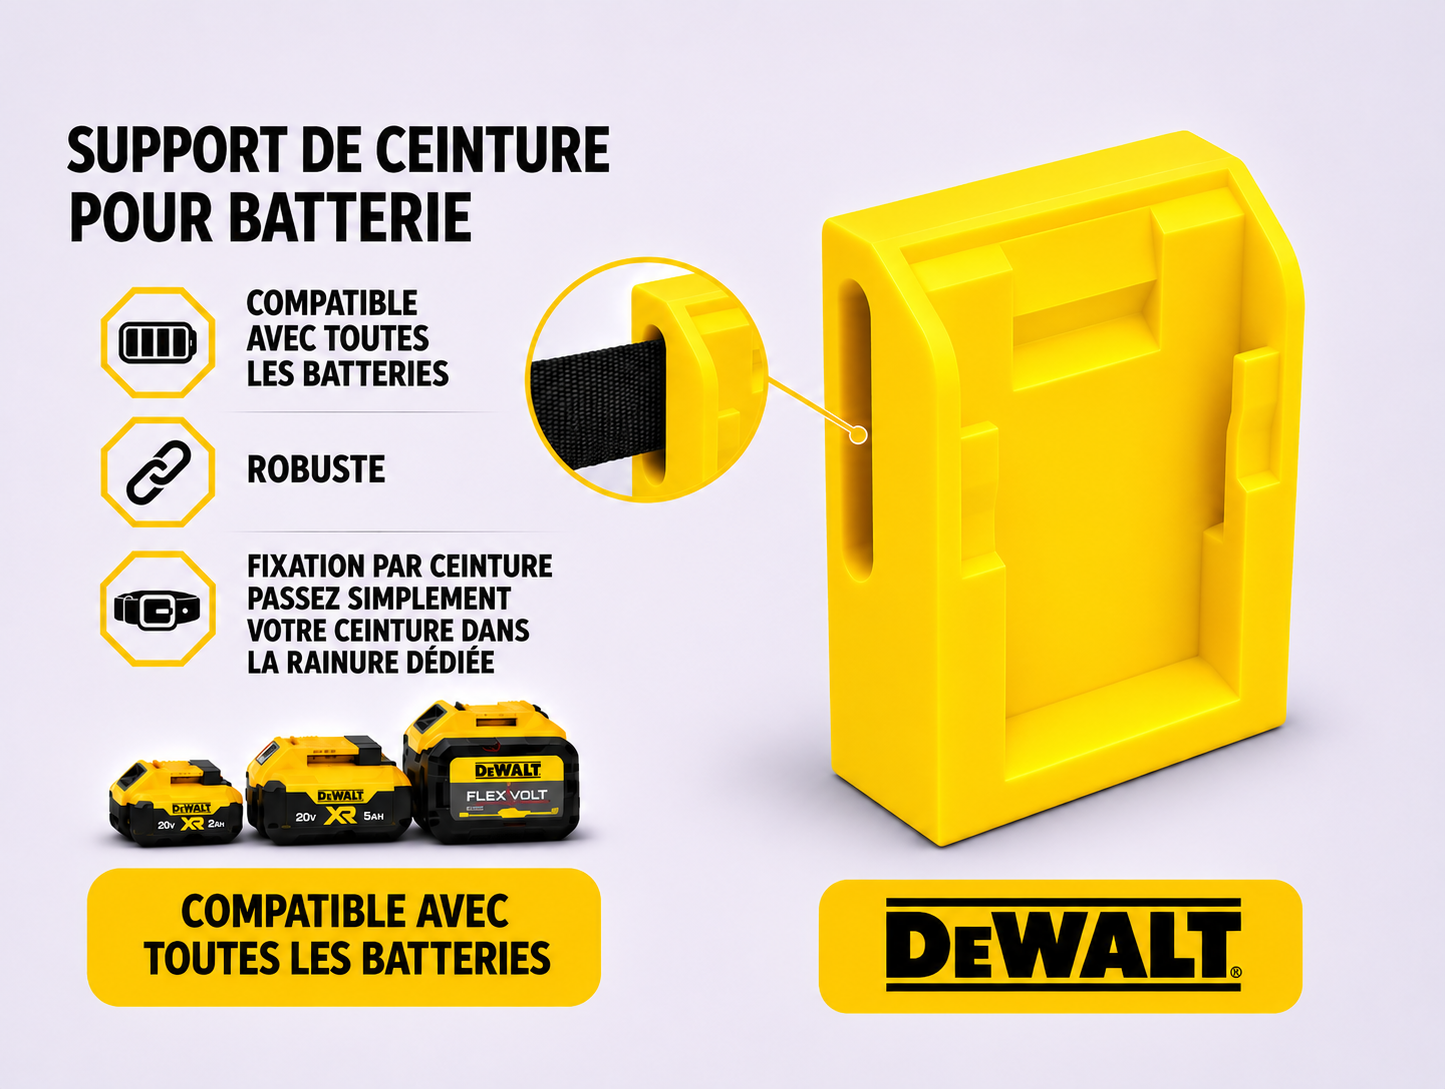 SUPPORT DE CEINTURE
POUR BATTERIE
COMPATIBLE
AVEC TOUTES
LES BATTERIES
ROBUSTE
FIXATION PAR CEINTURE
PASSEZ SIMPLEMENT
VOTRE CEINTURE DANS
LA RAINURE DÉDIÉE
DEWALT
20V XR 2AH
DEWALT
20V XR 5AH
DEWALT
FLEXVOLT
COMPATIBLE AVEC
TOUTES LES BATTERIES
DEWALT®